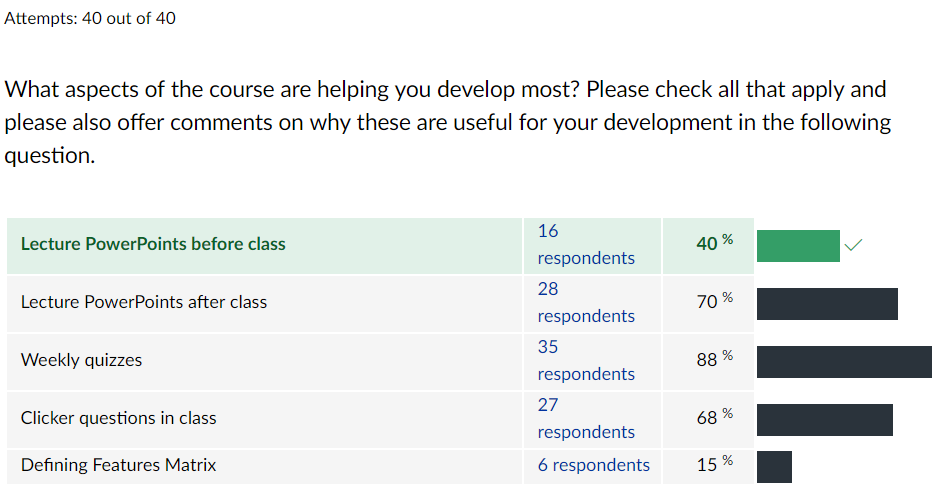 Attempts: 40 out of 40
What aspects of the course are helping you develop most? Please check all that apply and
please also offer comments on why these are useful for your development in the following
question.
Lecture PowerPoints before class 16 respondents 40 %
Lecture PowerPoints after class 28 respondents 70 %
Weekly quizzes 35 respondents 88 %
Clicker questions in class 27 respondents 68 %
Defining Features Matrix 6 respondents 15 %